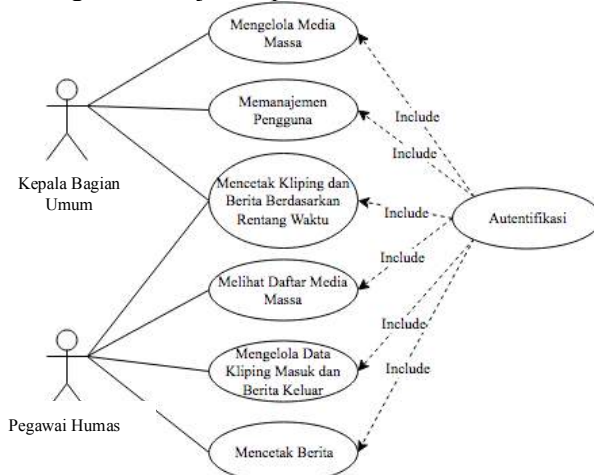 Mengelola Media
Massa
Memanajemen
Pengguna
Include
Include
Kepala Bagian
Umum
Mencetak Kliping dan
Berita Berdasarkan
Rentang Waktu
Include
Autentifikasi
Include
Melihat Daftar Media
Massa
Include
Mengelola Data
Kliping Masuk dan
Berita Keluar
Include
Pegawai Humas
Mencetak Berita